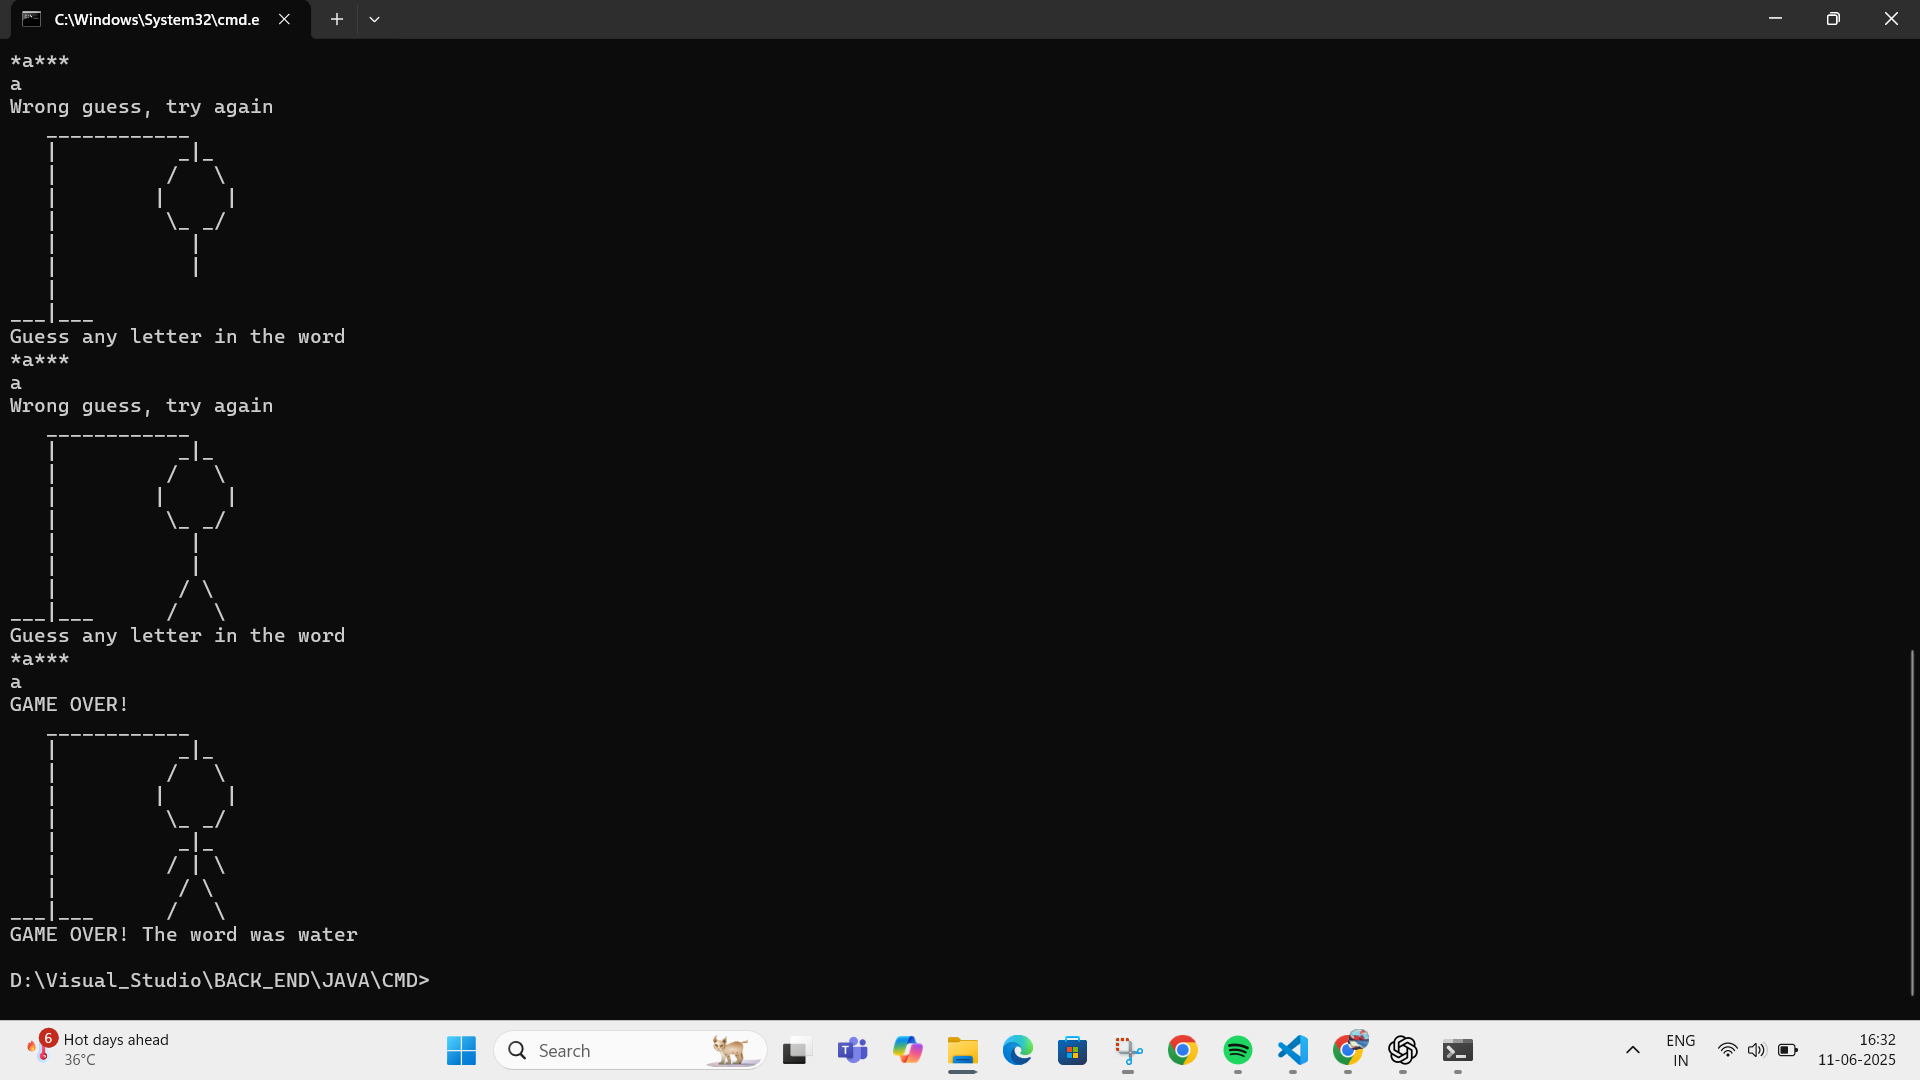 C:\Windows\System32\cmd.e
*a***
a
Wrong guess, try again
   ____________
   |          _|_
   |         /   \
   |        |     |
   |         \_ _/
   |           |
   |           |
   |
___|___
Guess any letter in the word
*a***
a
Wrong guess, try again
   ____________
   |          _|_
   |         /   \
   |        |     |
   |         \_ _/
   |           |
   |           |
   |          / \
___|___      /   \
Guess any letter in the word
*a***
a
GAME OVER!
   ____________
   |          _|_
   |         /   \
   |        |     |
   |         \_ _/
   |          _|_
   |         / | \
   |          / \
___|___      /   \
GAME OVER! The word was water
D:\Visual_Studio\BACK_END\JAVA\CMD>
6
Hot days ahead
36°C
Search
ENG
IN
16:32
11-06-2025